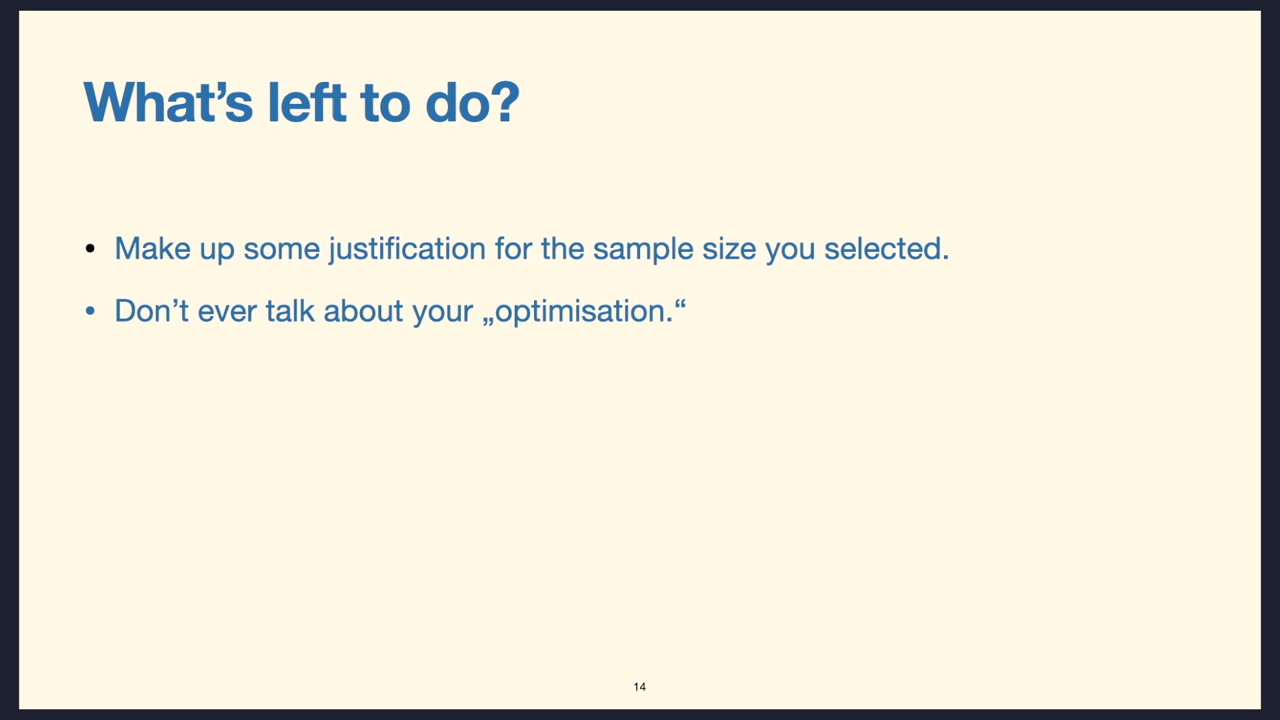 What’s left to do?
• Make up some justification for the sample size you selected.
• Don’t ever talk about your „optimisation.“
14